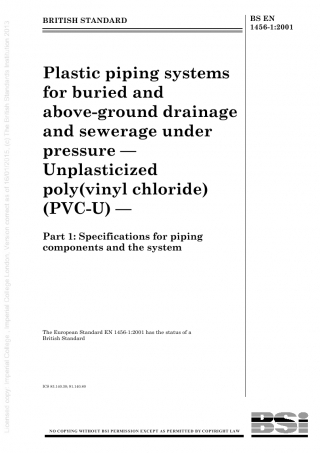 BRITISH STANDARD
BS EN
1456-1:2001
Plastic piping systems
for buried and
above-ground drainage
and sewerage under
pressure —
Unplasticized
poly(vinyl chloride)
(PVC-U) —
Part 1: Specifications for piping
components and the system
The European Standard EN 1456-1:2001 has the status of a
British Standard
NO COPYING WITHOUT BSI PERMISSION EXCEPT AS PERMITTED BY COPYRIGHT LAW
BSi